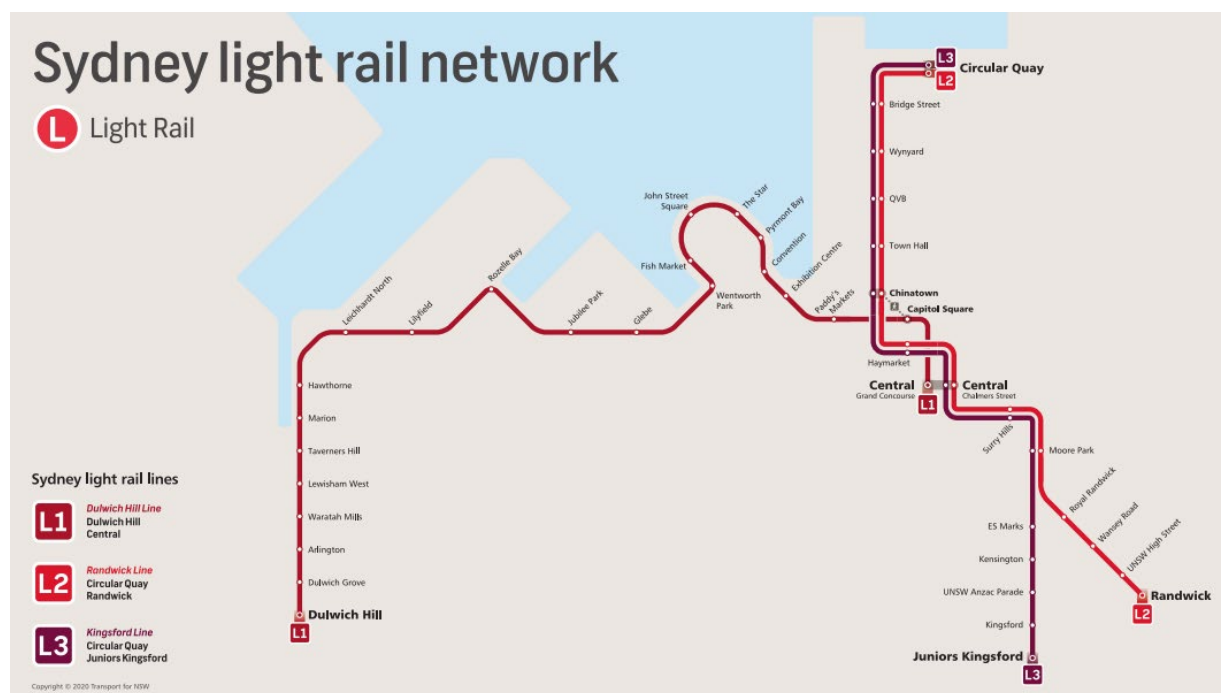 Sydney light rail network
L Light Rail
L3
L2
Circular Quay
Bridge Street
Wynyard
QVB
Town Hall
Chinatown
Capitol Square
Haymarket
Central
Grand Concourse
L1
Central
Chalmers Street
Surry Hills
Moore Park
Royal Randwick
Wansey Road
UNSW High Street
Randwick
L2
ES Marks
Kensington
UNSW Anzac Parade
Kingsford
Juniors Kingsford
L3
Paddy's
Markets
Exhibition Centre
Convention
Pyrmont Bay
The Star
John Street
Square
Fish Market
Wentworth
Park
Glebe
Jubilee Park
Rozelle Bay
Lilyfield
Leichhardt North
Hawthorne
Marion
Taverners Hill
Lewisham West
Waratah Mills
Arlington
Dulwich Grove
Dulwich Hill
L1
Sydney light rail lines
L1
Dulwich Hill Line
Dulwich Hill
Central
L2
Randwick Line
Circular Quay
Randwick
L3
Kingsford Line
Circular Quay
Juniors Kingsford
Copyright © 2020 Transport for NSW